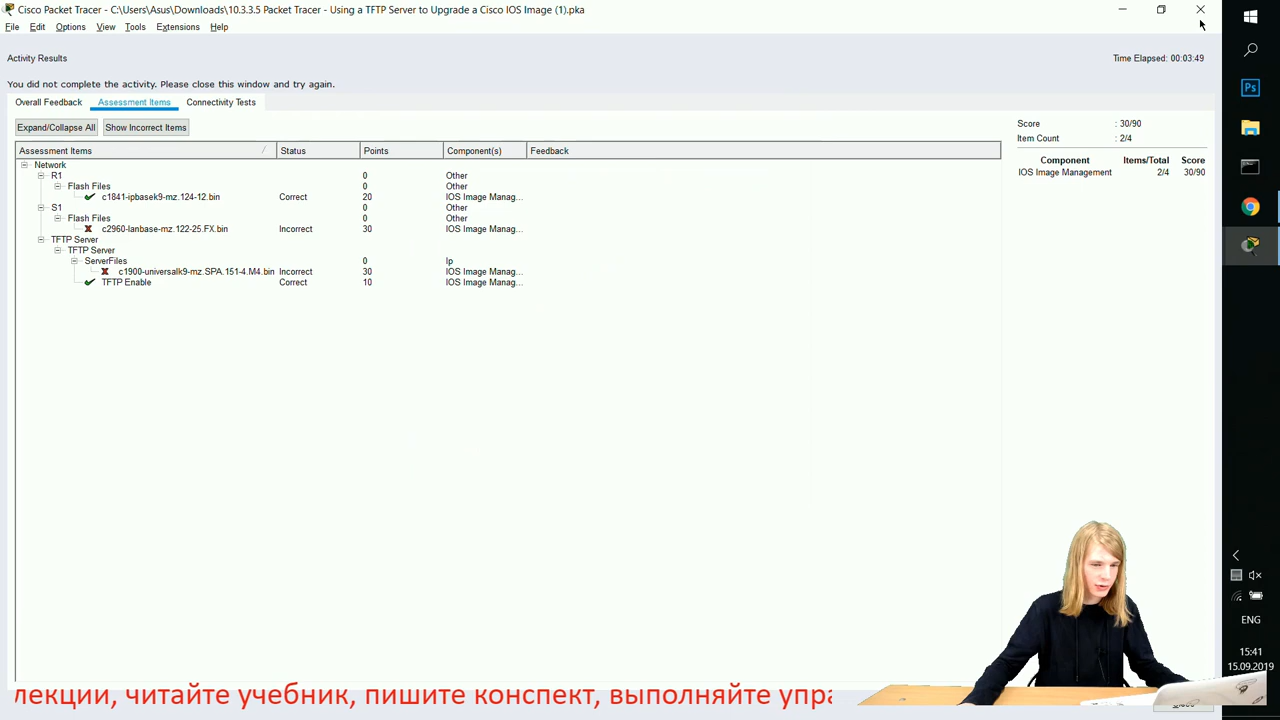 Cisco Packet Tracer - C:\Users\Asus\Downloads\10.3.3.5 Packet Tracer - Using a TFTP Server to Upgrade a Cisco IOS Image (1).pka
File Edit Options View Tools Extensions Help
Activity Results
Time Elapsed: 00:03:49
You did not complete the activity. Please close this window and try again.
Overall Feedback Assessment Items Connectivity Tests
Expand/Collapse All Show Incorrect Items
Assessment Items Status Points Component(s) Feedback
Network
R1 0 Other
Flash Files 0 Other
c1841-ipbasek9-mz.124-12.bin Correct 20 IOS Image Manag...
S1 0 Other
Flash Files 0 Other
c2960-lanbase-mz.122-25.FX.bin Incorrect 30 IOS Image Manag...
TFTP Server
TFTP Server
ServerFiles 0 Ip
c1900-universalk9-mz.SPA.151-4.M4.bin Incorrect 30 IOS Image Manag...
TFTP Enable Correct 10 IOS Image Manag...
Score : 30/90
Item Count : 2/4
Component Items/Total Score
IOS Image Management 2/4 30/90
Ps
ENG
15:41
15.09.2019
лекции, читайте учебник, пишите конспект, выполняйте упра